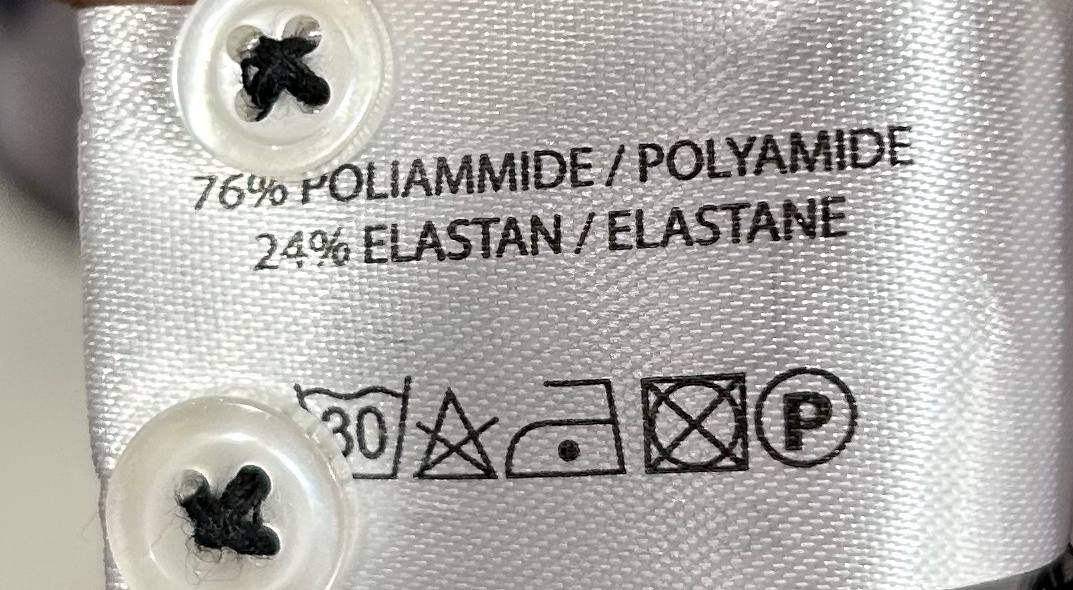 76% POLIAMMIDE / POLYAMIDE
24% ELASTAN / ELASTANE
30 P